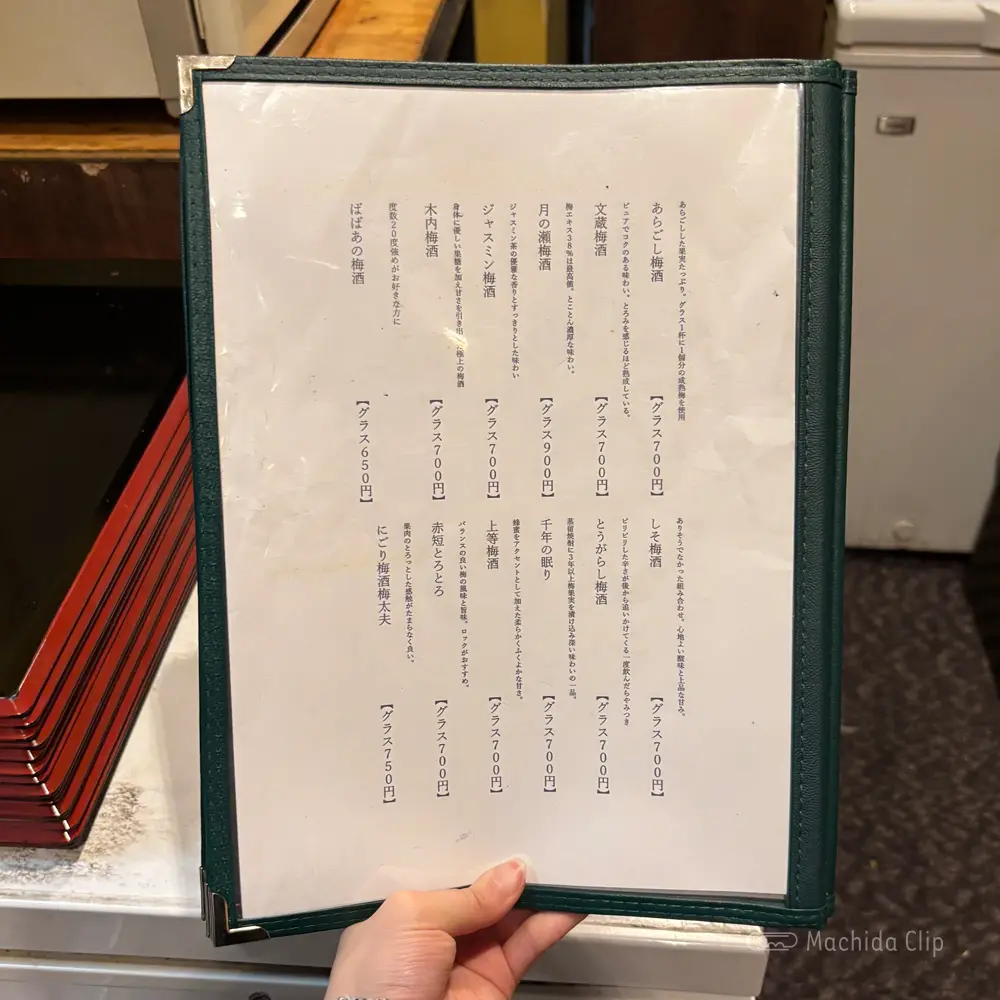 あらごしした果実たっぷり。グラス1杯に1個分の成熟梅を使用
あらごし梅酒 【グラス700円】
ピュアでコクのある味わい。とろみを感じるほど熟成している。
文蔵梅酒 【グラス700円】
梅エキス38%は最高値。とことん濃厚な味わい。
月の瀬梅酒 【グラス900円】
ジャスミン茶の優雅な香りとすっきりとした味わい
ジャスミン梅酒 【グラス700円】
身体に優しい果糖を加え甘さを引き出した極上の梅酒
木内梅酒 【グラス700円】
度数20度強めがお好きな方に
ばばあの梅酒 【グラス650円】
ありそうでなかった組み合わせ。心地よい酸味と上品な甘み。
しそ梅酒 【グラス700円】
ピリピリした辛さが後から追いかけてくる一度飲んだらやみつき
とうがらし梅酒 【グラス700円】
蒸留焼酎に3年以上梅果実を漬け込み深い味わいの一品。
千年の眠り 【グラス700円】
蜂蜜をアクセントとして加えた柔らかくふくよかな甘さ。
上等梅酒 【グラス700円】
バランスの良い梅の風味と旨味。ロックがおすすめ。
赤短とろとろ 【グラス700円】
果肉のとろっとした感触がたまらなく良い。
にごり梅酒梅太夫 【グラス750円】
Machida Clip